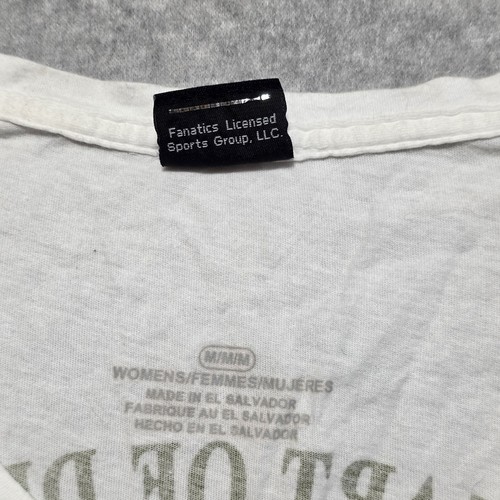 Fanatics Licensed
Sports Group, LLC.
M/M/M
WOMENS/FEMMES/MUJERES
MADE IN EL SALVADOR
FABRIQUE AU EL SALVADOR
HECHO EN EL SALVADOR